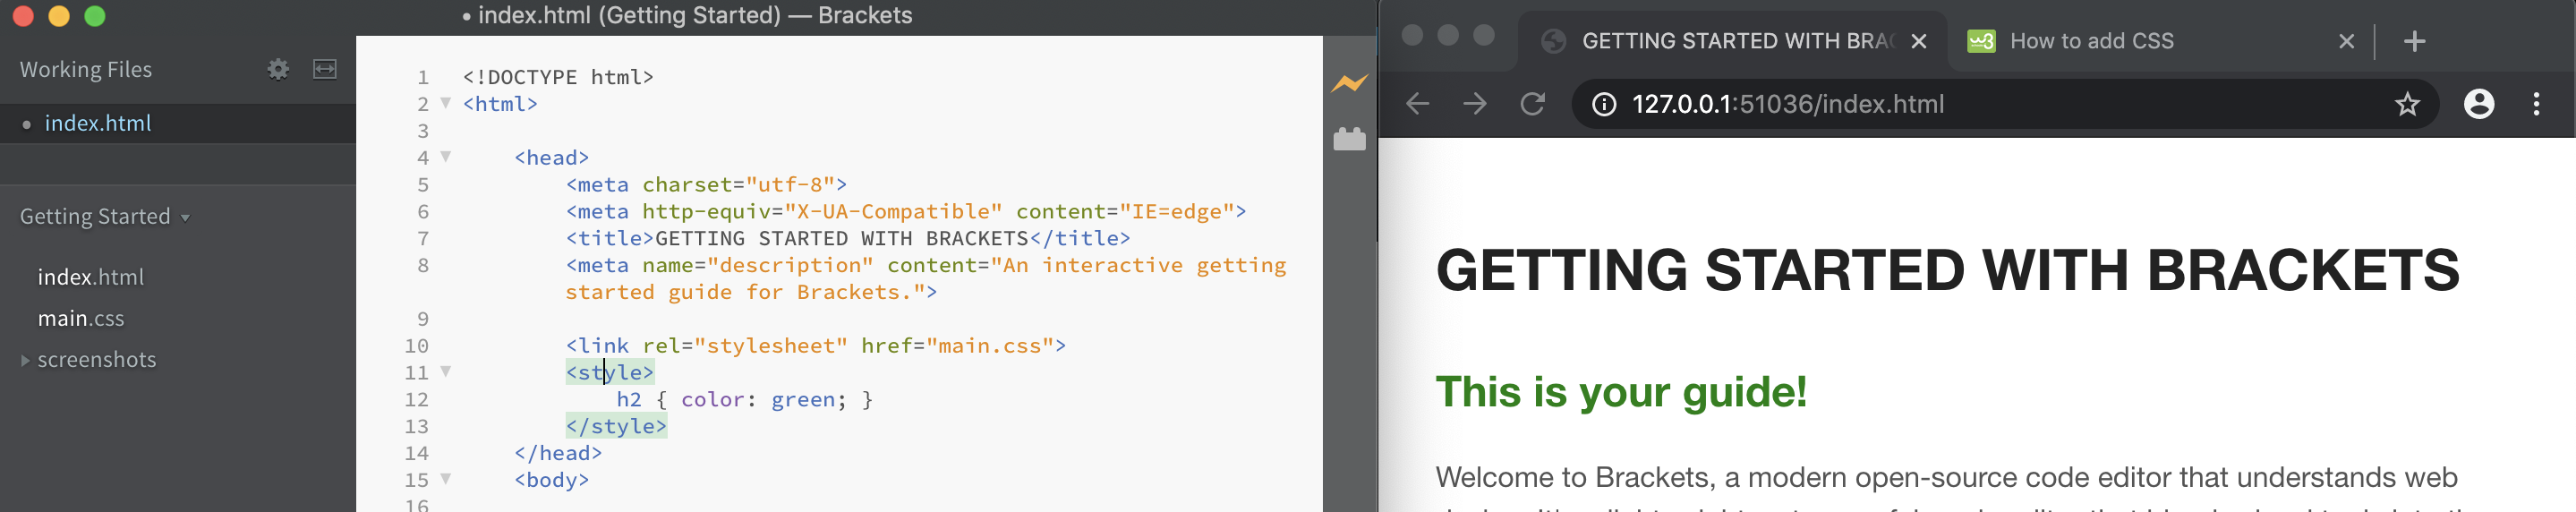 • index.html (Getting Started) — Brackets
Working Files
• index.html
Getting Started
index.html
main.css
screenshots
1 <!DOCTYPE html>
2 <html>
3
4 <head>
5 <meta charset="utf-8">
6 <meta http-equiv="X-UA-Compatible" content="IE=edge">
7 <title>GETTING STARTED WITH BRACKETS</title>
8 <meta name="description" content="An interactive getting
started guide for Brackets.">
9
10 <link rel="stylesheet" href="main.css">
11 <style>
12 h2 { color: green; }
13 </style>
14 </head>
15 <body>
16
GETTING STARTED WITH BRA
How to add CSS
127.0.0.1:51036/index.html
GETTING STARTED WITH BRACKETS
This is your guide!
Welcome to Brackets, a modern open-source code editor that understands web